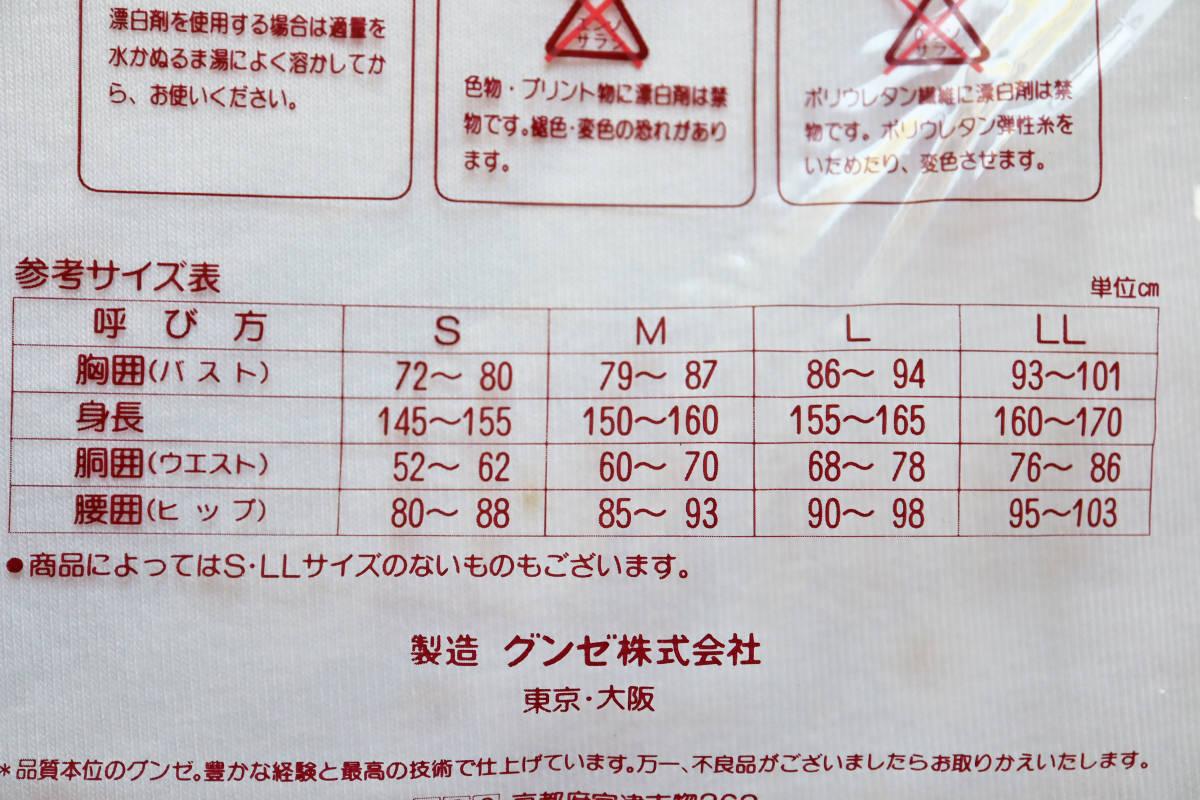 漂白剤を使用する場合は適量を
水かぬるま湯によく溶かしてか
ら、お使いください。
サラシ
色物・プリント物に漂白剤は禁
物です。褪色・変色の恐れがあり
ます。
サラシ
ポリウレタン繊維に漂白剤は禁
物です。ポリウレタン弾性糸を
いためたり、変色させます。
参考サイズ表
単位cm
呼び方 S M L LL
胸囲(バスト) 72〜80 79〜87 86〜94 93〜101
身長 145〜155 150〜160 155〜165 160〜170
胴囲(ウエスト) 52〜62 60〜70 68〜78 76〜86
腰囲(ヒップ) 80〜88 85〜93 90〜98 95〜103
●商品によってはS・LLサイズのないものもございます。
製造 グンゼ株式会社
東京・大阪
*品質本位のグンゼ。豊かな経験と最高の技術で仕上げています。万一、不良品がございましたらお取りかえいたします。